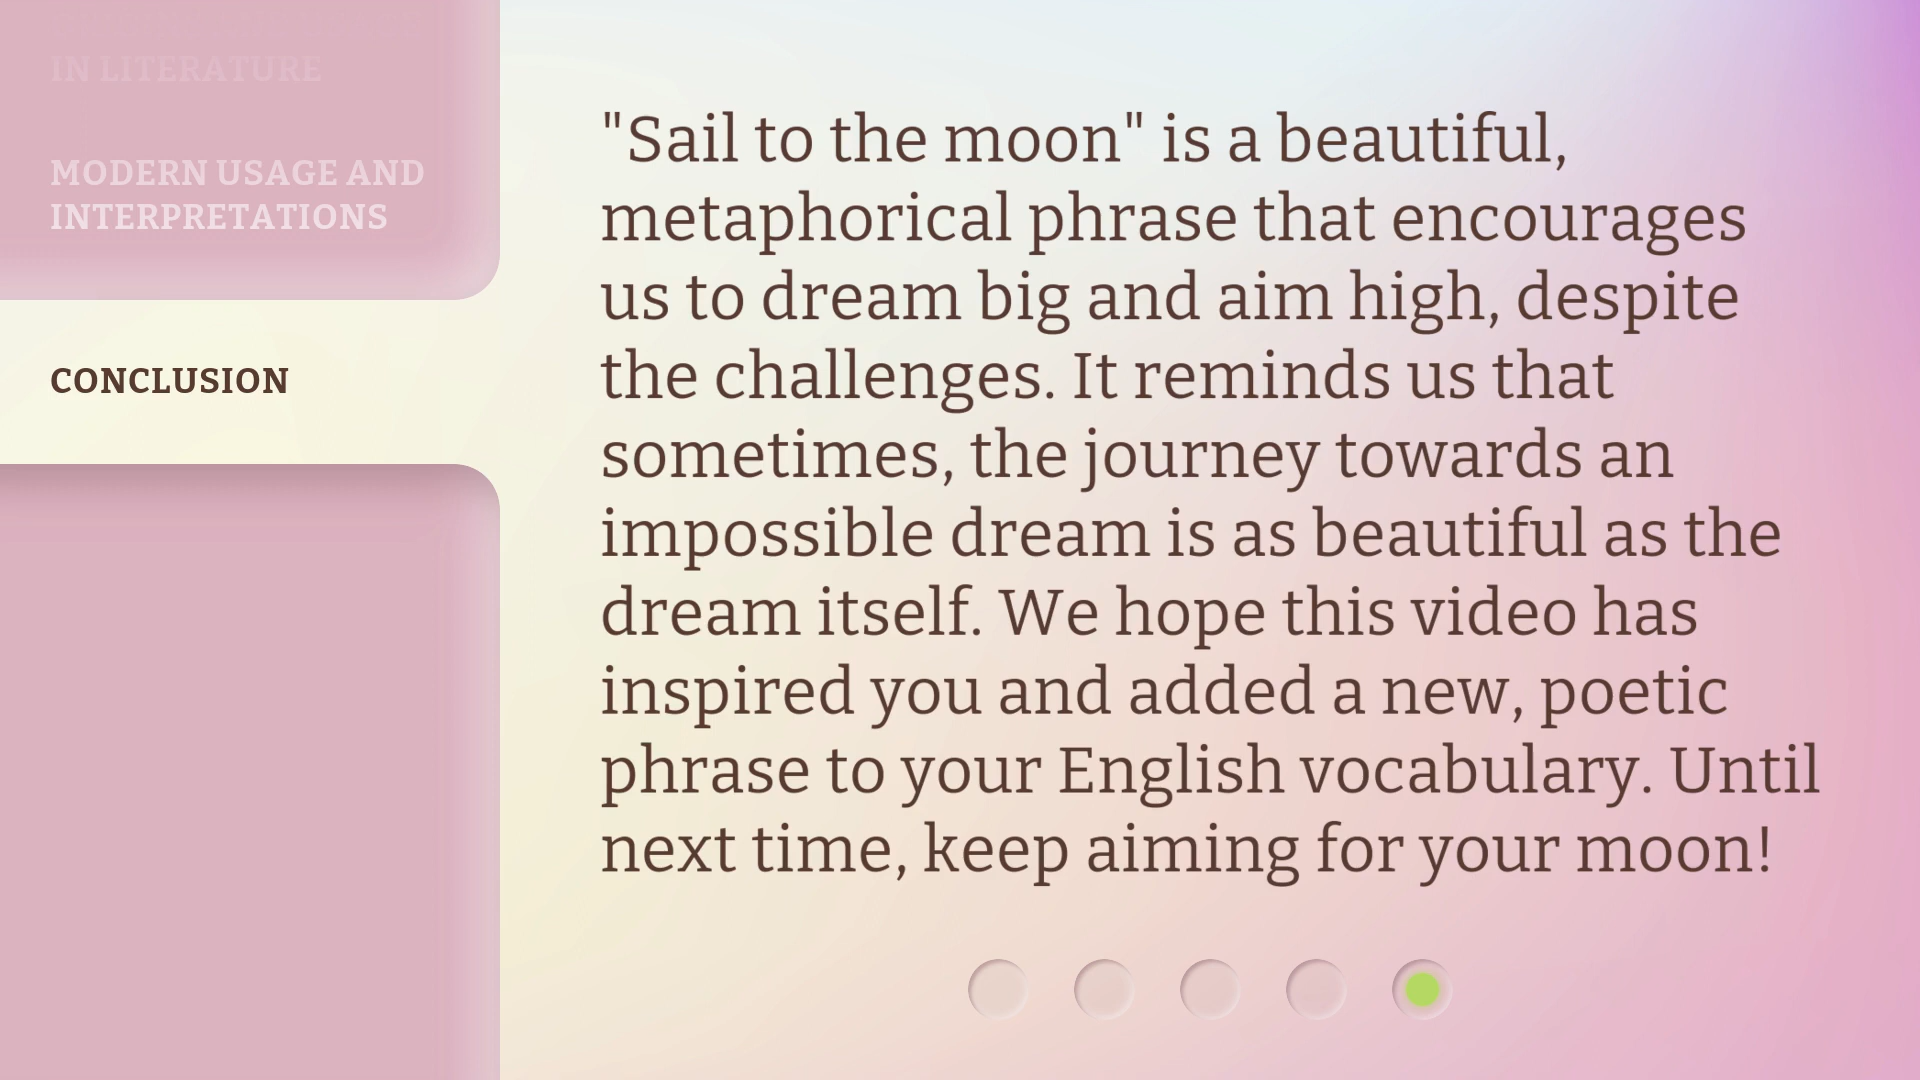 IN LITERATURE
MODERN USAGE AND
INTERPRETATIONS
CONCLUSION
"Sail to the moon" is a beautiful,
metaphorical phrase that encourages
us to dream big and aim high, despite
the challenges. It reminds us that
sometimes, the journey towards an
impossible dream is as beautiful as the
dream itself. We hope this video has
inspired you and added a new, poetic
phrase to your English vocabulary. Until
next time, keep aiming for your moon!